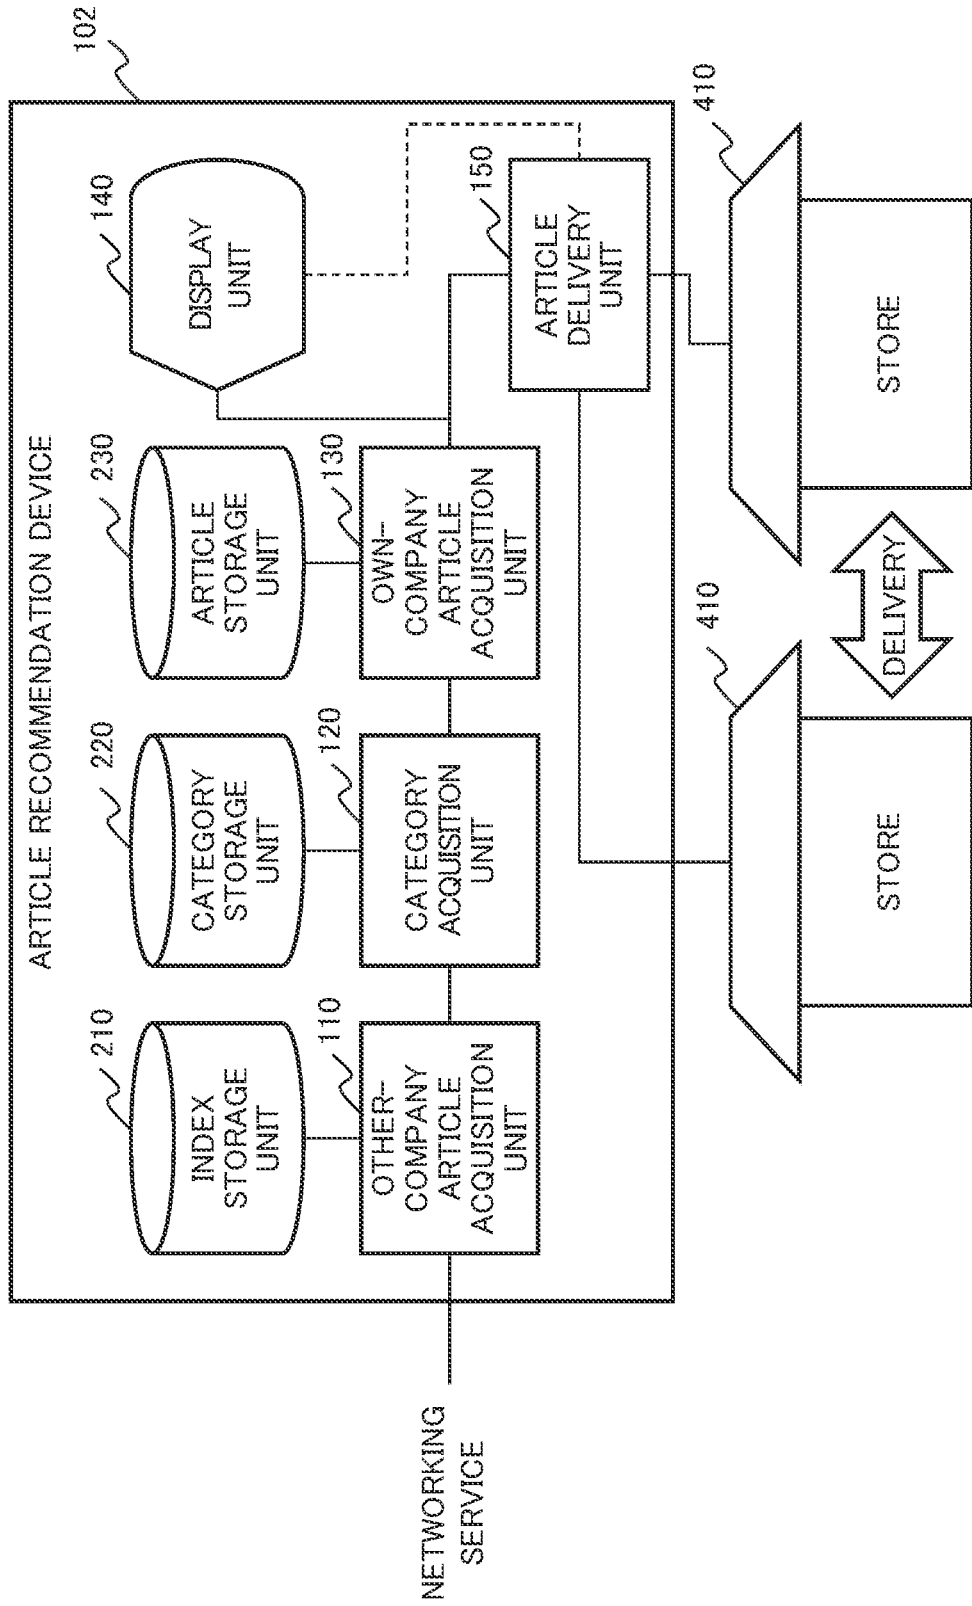 102
ARTICLE RECOMMENDATION DEVICE
210
INDEX
STORAGE
UNIT
220
CATEGORY
STORAGE
UNIT
230
ARTICLE
STORAGE
UNIT
140
DISPLAY
UNIT
110
OTHER-
COMPANY
ARTICLE
ACQUISITION
UNIT
120
CATEGORY
ACQUISITION
UNIT
130
OWN-
COMPANY
ARTICLE
ACQUISITION
UNIT
150
ARTICLE
DELIVERY
UNIT
NETWORKING
SERVICE
410
STORE
DELIVERY
410
STORE